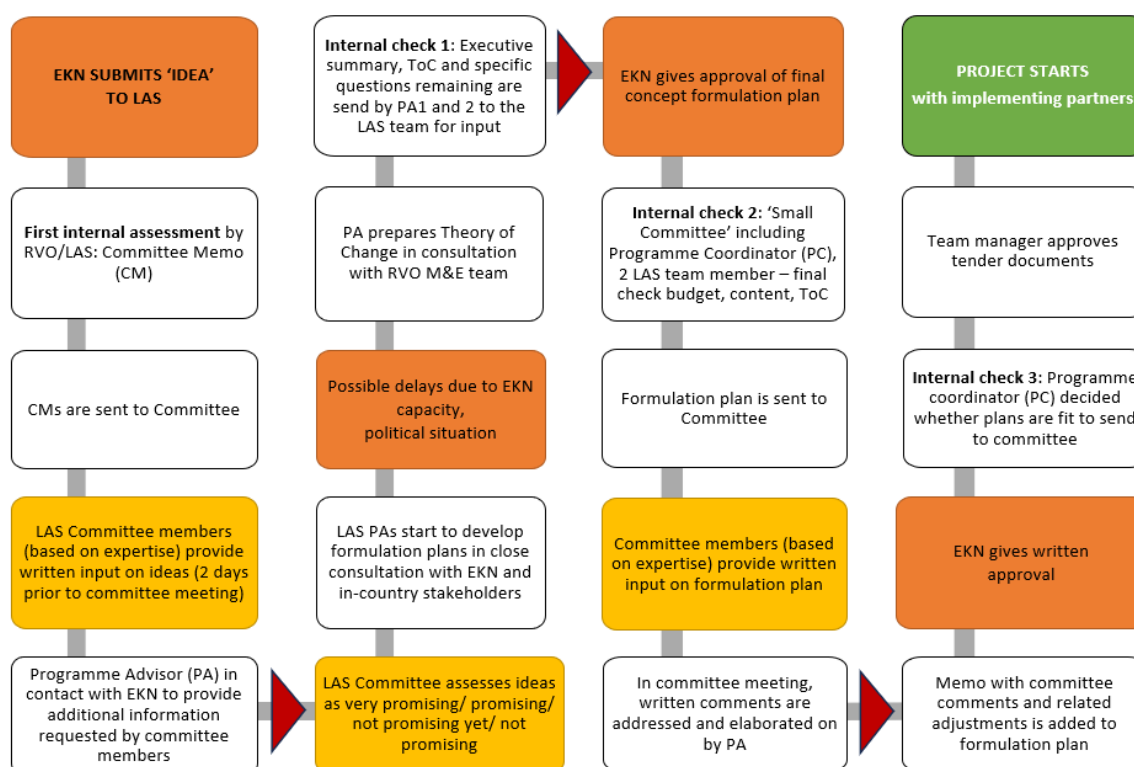 EKN SUBMITS ‘IDEA’
TO LAS
First internal assessment by
RVO/LAS: Committee Memo
(CM)
CMs are sent to Committee
LAS Committee members
(based on expertise) provide
written input on ideas (2 days
prior to committee meeting)
Programme Advisor (PA) in
contact with EKN to provide
additional information
requested by committee
members
Internal check 1: Executive
summary, ToC and specific
questions remaining are
send by PA1 and 2 to the
LAS team for input
PA prepares Theory of
Change in consultation
with RVO M&E team
Possible delays due to EKN
capacity,
political situation
LAS PAs start to develop
formulation plans in close
consultation with EKN and
in-country stakeholders
LAS Committee assesses ideas
as very promising/ promising/
not promising yet/ not
promising
EKN gives approval of final
concept formulation plan
Internal check 2: ‘Small
Committee’ including
Programme Coordinator (PC),
2 LAS team member – final
check budget, content, ToC
Formulation plan is sent to
Committee
Committee members (based
on expertise) provide written
input on formulation plan
In committee meeting,
written comments are
addressed and elaborated on
by PA
PROJECT STARTS
with implementing partners
Team manager approves
tender documents
Internal check 3: Programme
coordinator (PC) decided
whether plans are fit to send
to committee
EKN gives written
approval
Memo with committee
comments and related
adjustments is added to
formulation plan